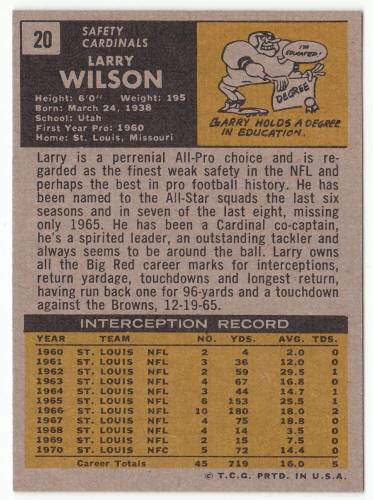 20
SAFETY
CARDINALS
LARRY
WILSON
Height: 6'0" Weight: 195
Born: March 24, 1938
School: Utah
First Year Pro: 1960
Home: St. Louis, Missouri
I'M EDUCATED!
DEGREE
LARRY HOLDS A DEGREE
IN EDUCATION.
Larry is a perrenial All-Pro choice and is re-
garded as the finest weak safety in the NFL and
perhaps the best in pro football history. He has
been named to the All-Star squads the last six
seasons and in seven of the last eight, missing
only 1965. He has been a Cardinal co-captain,
he's a spirited leader, an outstanding tackler and
always seems to be around the ball. Larry owns
all the Big Red career marks for interceptions,
return yardage, touchdowns and longest return,
having run back one for 96-yards and a touchdown
against the Browns, 12-19-65.
INTERCEPTION RECORD
YEAR TEAM NO. YDS. AVG. TDS.
1960 ST. LOUIS NFL 2 4 2.0 0
1961 ST. LOUIS NFL 3 36 12.0 0
1962 ST. LOUIS NFL 2 59 29.5 1
1963 ST. LOUIS NFL 4 67 16.8 0
1964 ST. LOUIS NFL 3 44 14.7 1
1965 ST. LOUIS NFL 6 153 25.5 1
1966 ST. LOUIS NFL 10 180 18.0 2
1967 ST. LOUIS NFL 4 75 18.8 0
1968 ST. LOUIS NFL 4 14 3.5 0
1969 ST. LOUIS NFL 2 15 7.5 0
1970 ST. LOUIS NFC 5 72 14.4 0
Career Totals 45 719 16.0 5
© T.C.G. PRTD. IN U.S.A.